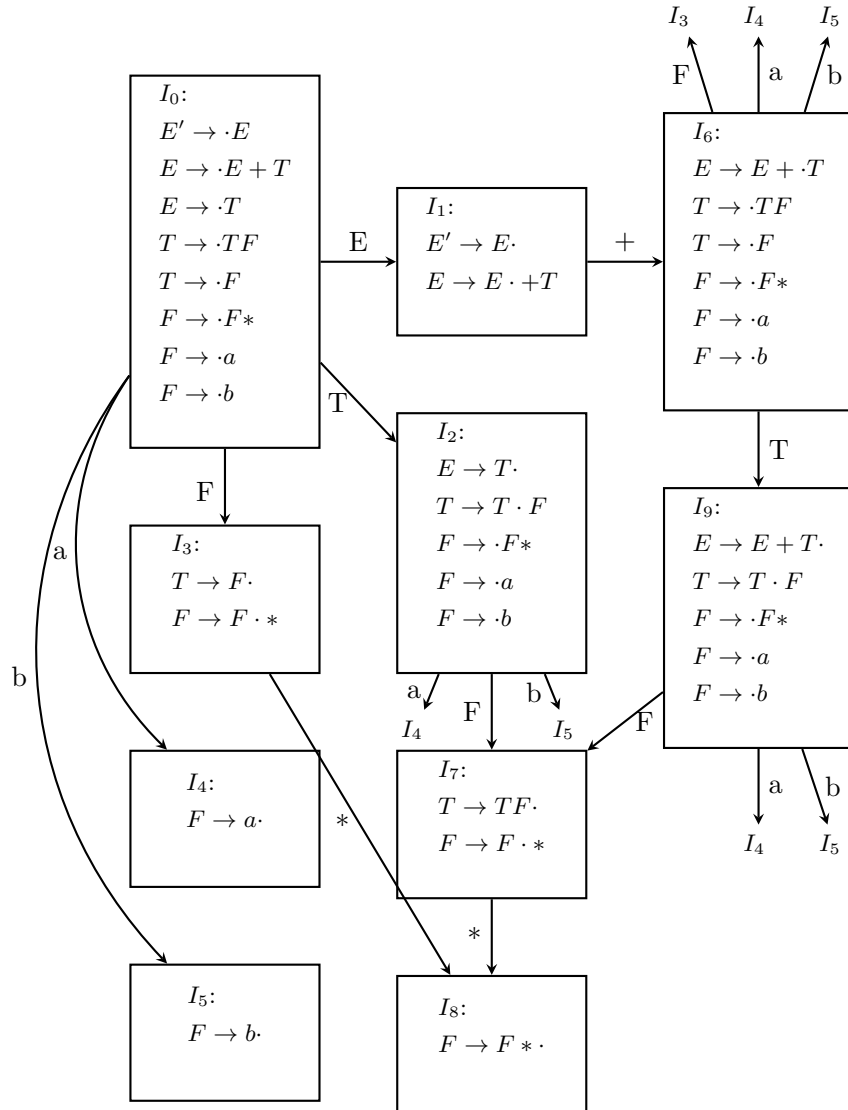 I₃ I₄ I₅
F a b
I₀:
E′ → ·E
E → ·E + T
E → ·T
T → ·TF
T → ·F
F → ·F*
F → ·a
F → ·b
E
I₁:
E′ → E·
E → E · +T
+
I₆:
E → E + ·T
T → ·TF
T → ·F
F → ·F*
F → ·a
F → ·b
T
F
T
I₂:
E → T·
T → T · F
F → ·F*
F → ·a
F → ·b
I₃:
T → F·
F → F · *
a
b
I₉:
E → E + T·
T → T · F
F → ·F*
F → ·a
F → ·b
a F b
I₄ I₅
F
a b
I₄ I₅
I₄:
F → a·
*
I₇:
T → TF·
F → F · *
*
I₅:
F → b·
I₈:
F → F * ·